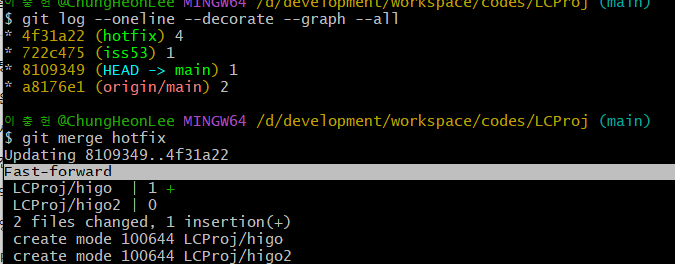 이충헌@ChungHeonLee MINGW64 /d/development/workspace/codes/LCProj (main)
$ git log --oneline --decorate --graph --all
* 4f31a22 (hotfix) 4
* 722c475 (iss53) 1
* 8109349 (HEAD -> main) 1
* a8176e1 (origin/main) 2
이충헌@ChungHeonLee MINGW64 /d/development/workspace/codes/LCProj (main)
$ git merge hotfix
Updating 8109349..4f31a22
Fast-forward
LCProj/higo | 1 +
LCProj/higo2 | 0
2 files changed, 1 insertion(+)
create mode 100644 LCProj/higo
create mode 100644 LCProj/higo2